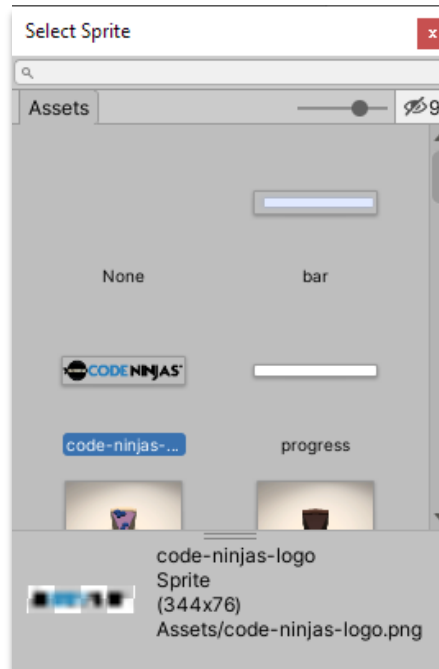 Select Sprite
x
Assets
9
None
bar
CODE NINJAS
code-ninjas-...
progress
code-ninjas-logo
Sprite
(344x76)
Assets/code-ninjas-logo.png